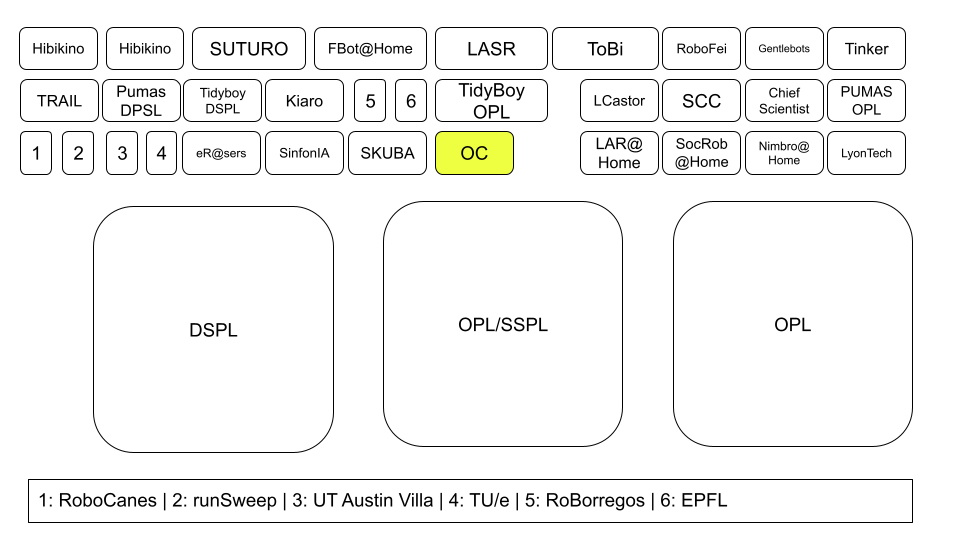 Hibikino
Hibikino
SUTURO
FBot@Home
LASR
ToBi
RoboFei
Gentlebots
Tinker
TRAIL
Pumas
DPSL
Tidyboy
DSPL
Kiaro
5
6
TidyBoy
OPL
LCastor
SCC
Chief
Scientist
PUMAS
OPL
1
2
3
4
eR@sers
SinfonIA
SKUBA
OC
LAR@
Home
SocRob
@Home
Nimbro@
Home
LyonTech
DSPL
OPL/SSPL
OPL
1: RoboCanes | 2: runSweep | 3: UT Austin Villa | 4: TU/e | 5: RoBorregos | 6: EPFL